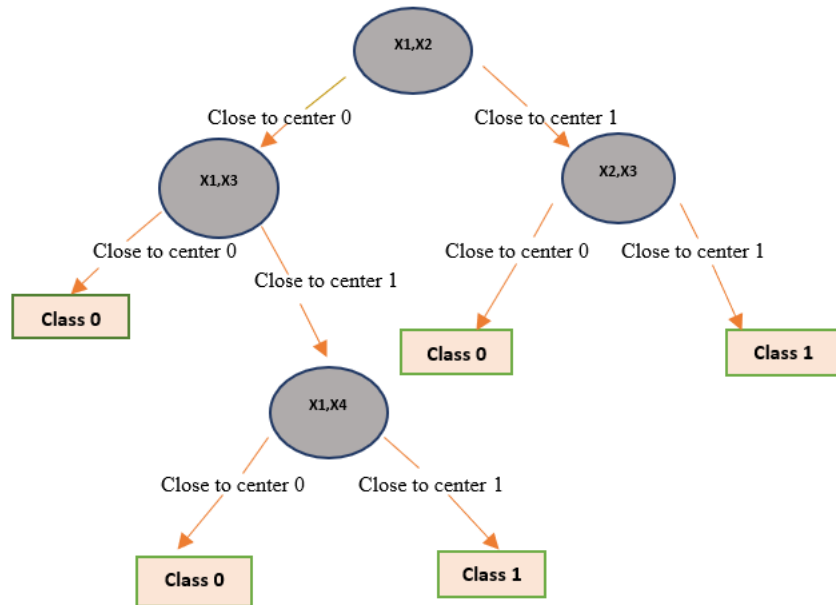 X1,X2
Close to center 0
Close to center 1
X1,X3
X2,X3
Close to center 0
Close to center 1
Close to center 0
Close to center 1
Class 0
Class 0
Class 1
X1,X4
Close to center 0
Close to center 1
Class 0
Class 1